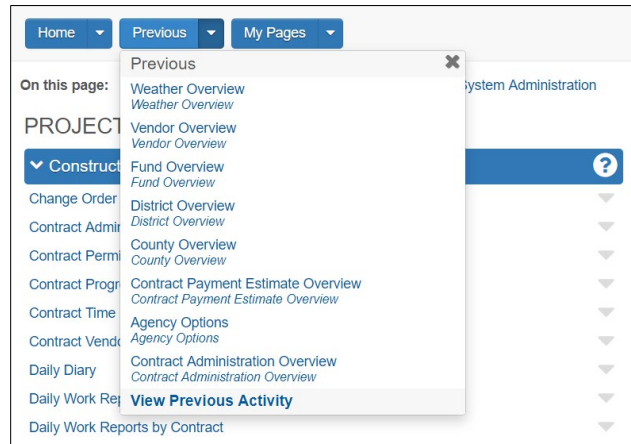 Home
Previous
My Pages
Previous
On this page:
System Administration
Weather Overview
Weather Overview
Vendor Overview
Vendor Overview
Fund Overview
Fund Overview
District Overview
District Overview
County Overview
County Overview
Contract Payment Estimate Overview
Contract Payment Estimate Overview
Agency Options
Agency Options
Contract Administration Overview
Contract Administration Overview
View Previous Activity
PROJECT
Construct
?
Change Order
Contract Admin
Contract Permi
Contract Progr
Contract Time
Contract Vendo
Daily Diary
Daily Work Rep
Daily Work Reports by Contract